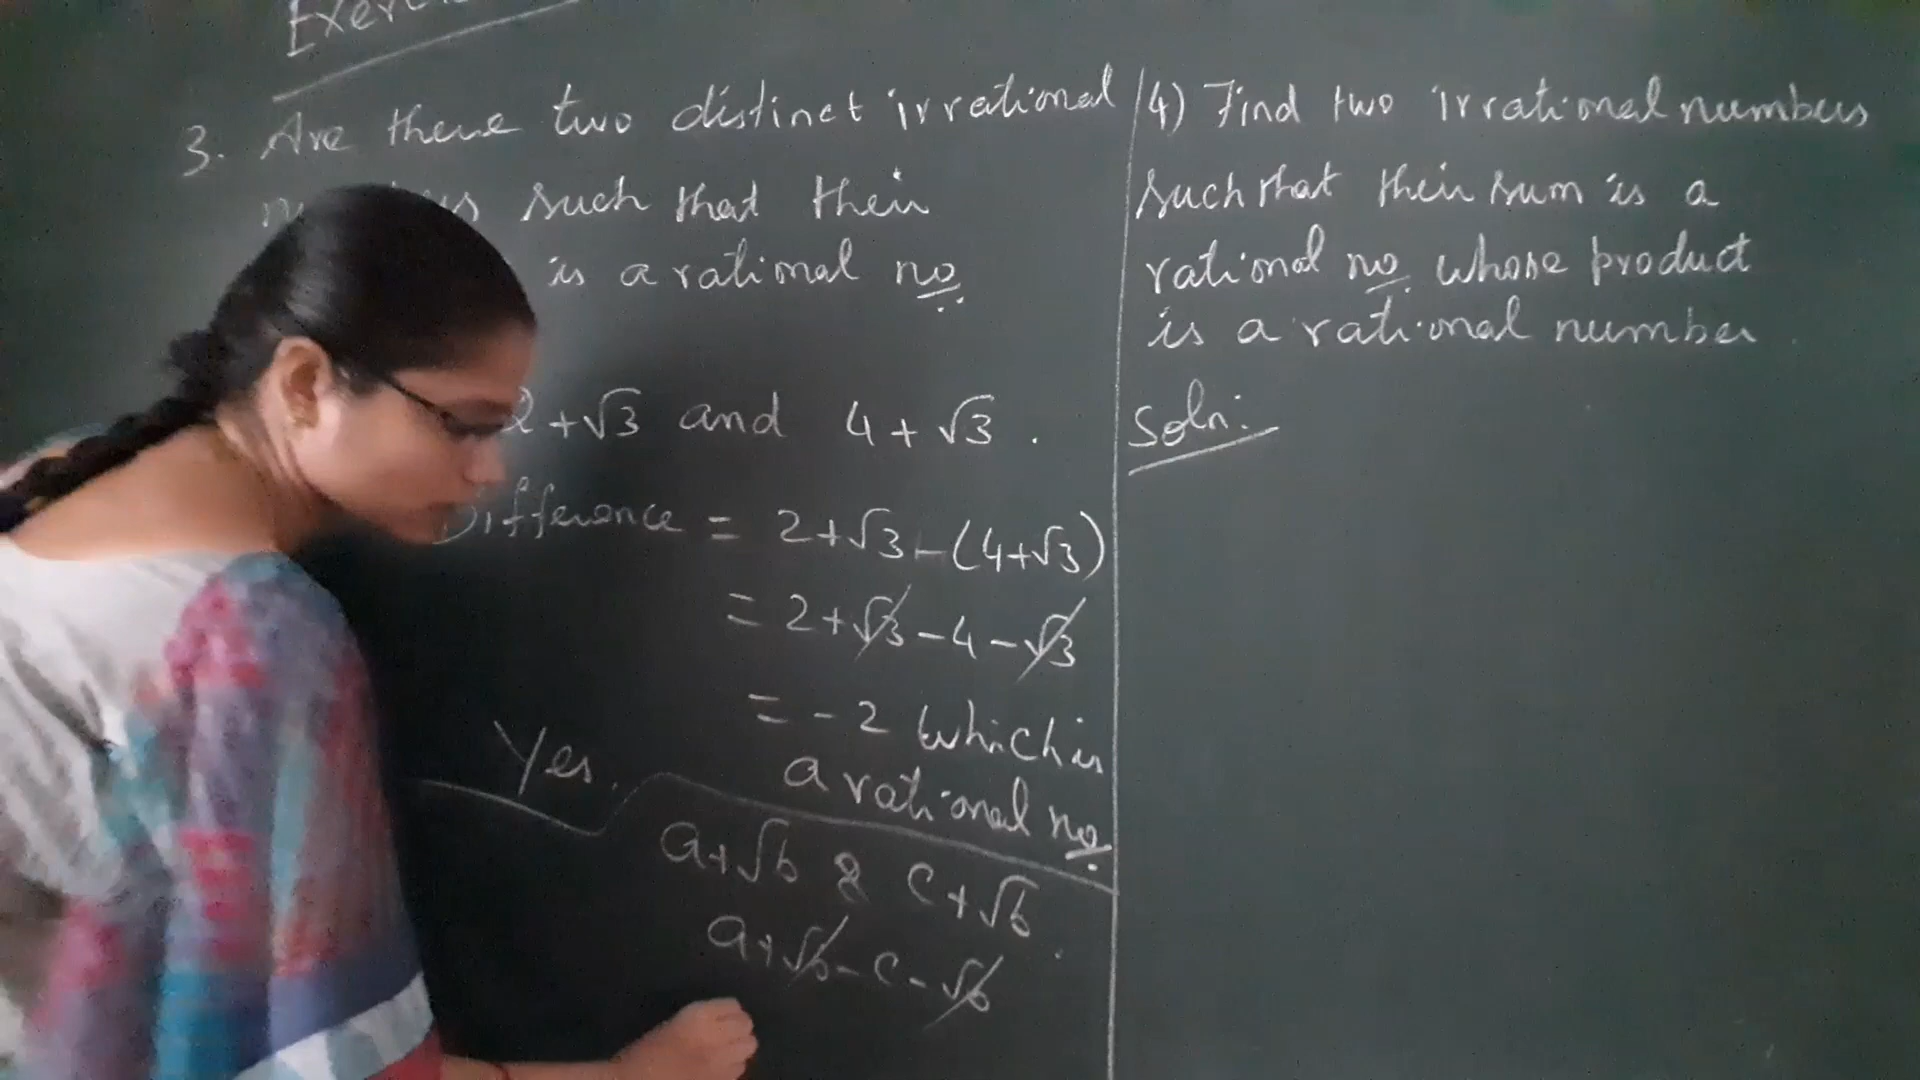 3. Are there two distinct irrational
such that their
is a rational no.
2+√3 and 4+√3.
Difference = 2+√3-(4+√3)
= 2+√3-4-√3
= -2 which is
a rational no.
Yes.
a+√b & c+√b
a+√b-c-√b
4) Find two irrational numbers
such that their sum is a
rational no. whose product
is a rational number
Soln: